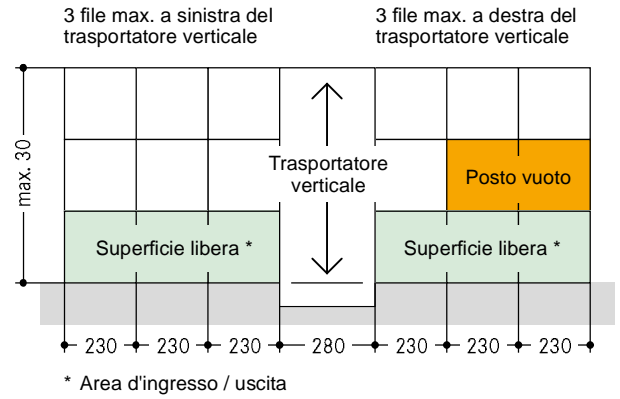 3 file max. a sinistra del
trasportatore verticale
3 file max. a destra del
trasportatore verticale
max. 30
Trasportatore
verticale
Posto vuoto
Superficie libera *
Superficie libera *
230 230 230 280 230 230 230
* Area d'ingresso / uscita